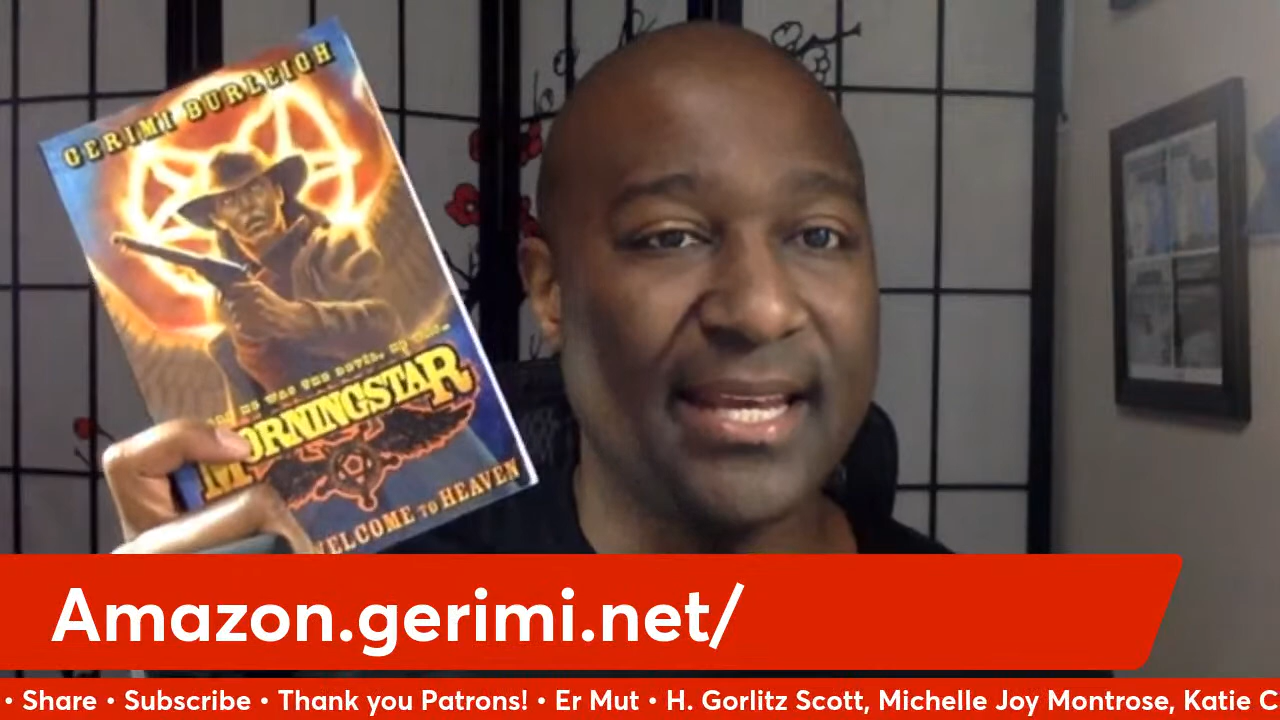 GERIMI BURLEIGH
MORNINGSTAR
WELCOME TO HEAVEN
Amazon.gerimi.net/
• Share • Subscribe • Thank you Patrons! • Er Mut • H. Gorlitz Scott, Michelle Joy Montrose, Katie C